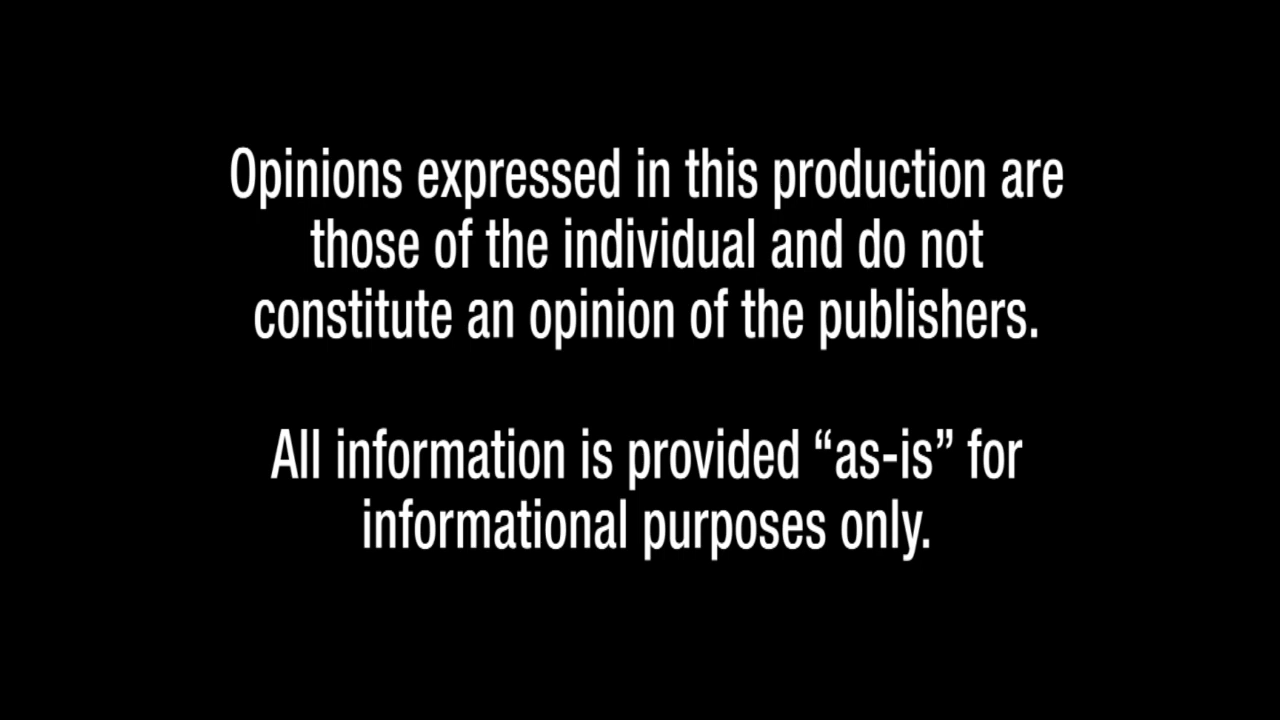 Opinions expressed in this production are
those of the individual and do not
constitute an opinion of the publishers.
All information is provided “as-is” for
informational purposes only.